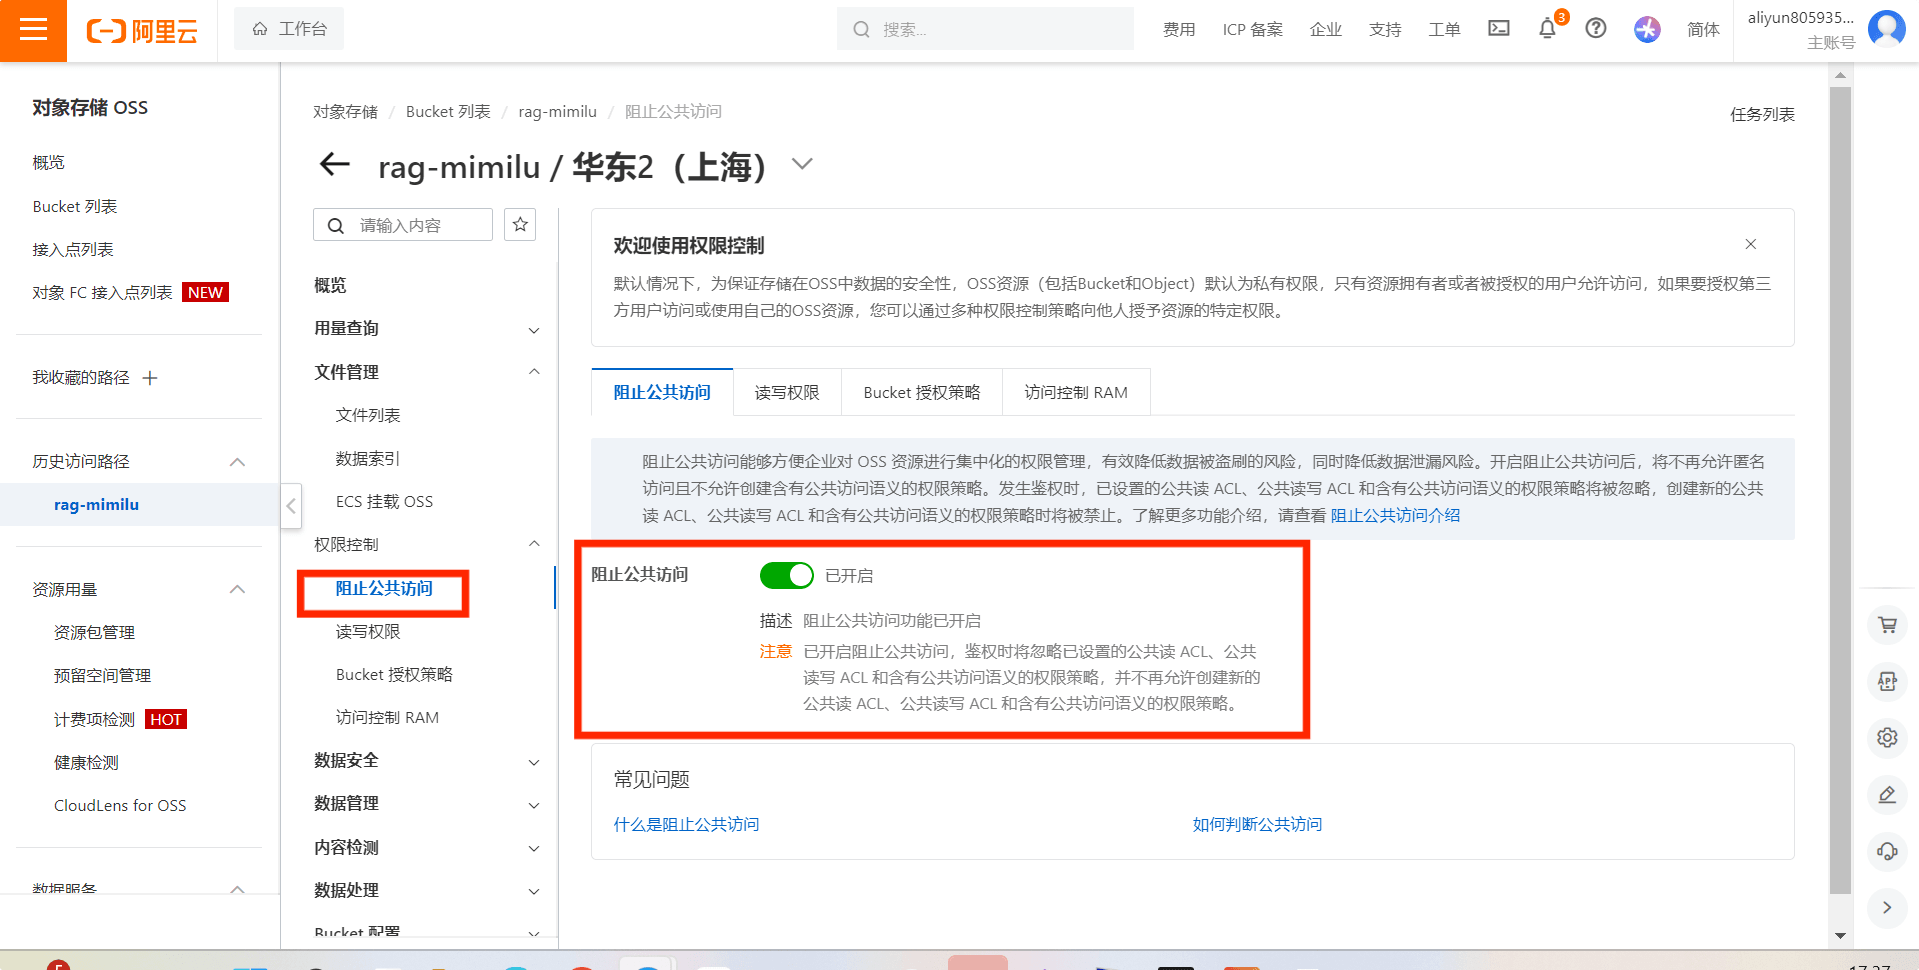 阿里云
工作台
搜索...
费用
ICP 备案
企业
支持
工单
3
简体
aliyun805935...
主账号
对象存储 OSS
概览
Bucket 列表
接入点列表
对象 FC 接入点列表 NEW
我收藏的路径
历史访问路径
rag-mimilu
资源用量
资源包管理
预留空间管理
计费项检测 HOT
健康检测
CloudLens for OSS
数据服务
对象存储 / Bucket 列表 / rag-mimilu / 阻止公共访问
任务列表
rag-mimilu / 华东2（上海）
请输入内容
概览
用量查询
文件管理
文件列表
数据索引
ECS 挂载 OSS
权限控制
阻止公共访问
读写权限
Bucket 授权策略
访问控制 RAM
数据安全
数据管理
内容检测
数据处理
Bucket 配置
欢迎使用权限控制
默认情况下，为保证存储在OSS中数据的安全性，OSS资源（包括Bucket和Object）默认为私有权限，只有资源拥有者或者被授权的用户允许访问，如果要授权第三
方用户访问或使用自己的OSS资源，您可以通过多种权限控制策略向他人授予资源的特定权限。
阻止公共访问
读写权限
Bucket 授权策略
访问控制 RAM
阻止公共访问能够方便企业对 OSS 资源进行集中化的权限管理，有效降低数据被盗刷的风险，同时降低数据泄漏风险。开启阻止公共访问后，将不再允许匿名
访问且不允许创建含有公共访问语义的权限策略。发生鉴权时，已设置的公共读 ACL、公共读写 ACL 和含有公共访问语义的权限策略将被忽略，创建新的公共
读 ACL、公共读写 ACL 和含有公共访问语义的权限策略时将被禁止。了解更多功能介绍，请查看 阻止公共访问介绍
阻止公共访问
已开启
描述 阻止公共访问功能已开启
注意 已开启阻止公共访问，鉴权时将忽略已设置的公共读 ACL、公共
读写 ACL 和含有公共访问语义的权限策略，并不再允许创建新的
公共读 ACL、公共读写 ACL 和含有公共访问语义的权限策略。
常见问题
什么是阻止公共访问
如何判断公共访问
APP
17:27